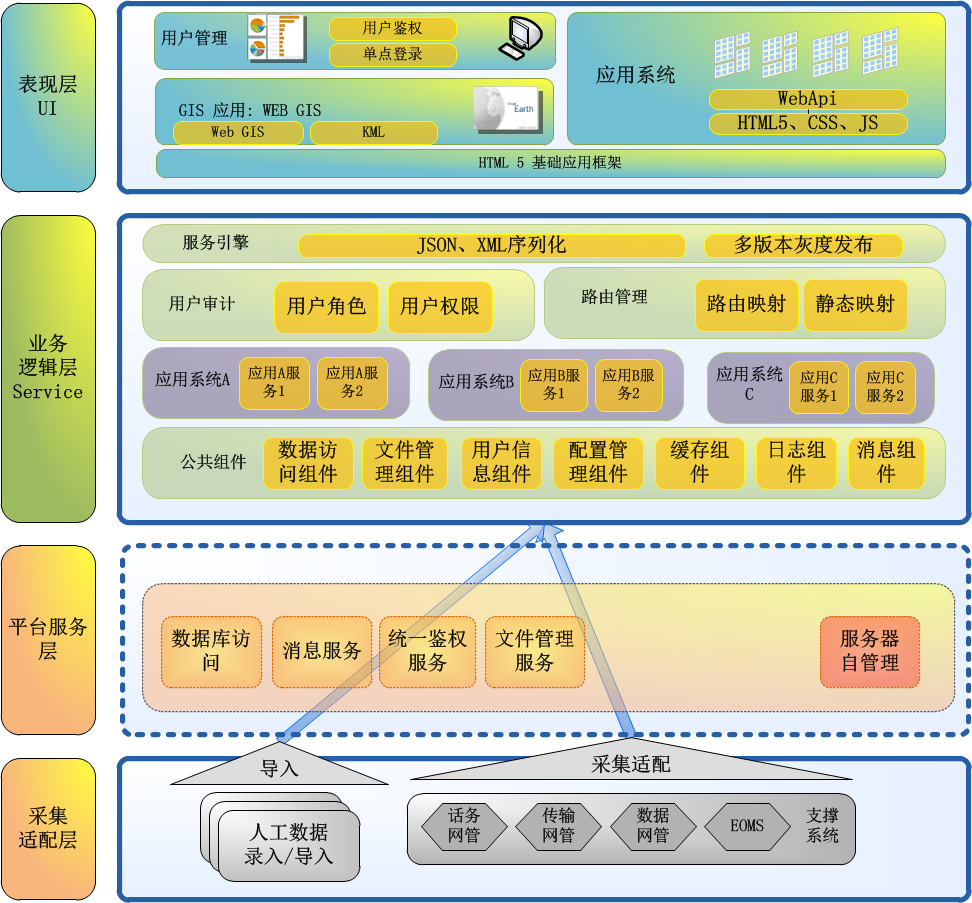 表现层
UI
用户管理
用户鉴权
单点登录
GIS 应用: WEB GIS
Web GIS
KML
Earth
应用系统
WebApi
HTML5、CSS、JS
HTML 5 基础应用框架
业务
逻辑层
Service
服务引擎
JSON、XML序列化
多版本灰度发布
用户审计
用户角色
用户权限
路由管理
路由映射
静态映射
应用系统A
应用A服
务1
应用A服
务2
应用系统B
应用B服
务1
应用B服
务2
应用系统
C
应用C
服务1
应用C
服务2
公共组件
数据访
问组件
文件管
理组件
用户信
息组件
配置管
理组件
缓存组
件
日志组
件
消息组
件
平台服务
层
数据库访
问
消息服务
统一鉴权
服务
文件管理
服务
服务器
自管理
采集
适配层
导入
人工数据
录入/导入
采集适配
话务
网管
传输
网管
数据
网管
EOMS
支撑
系统